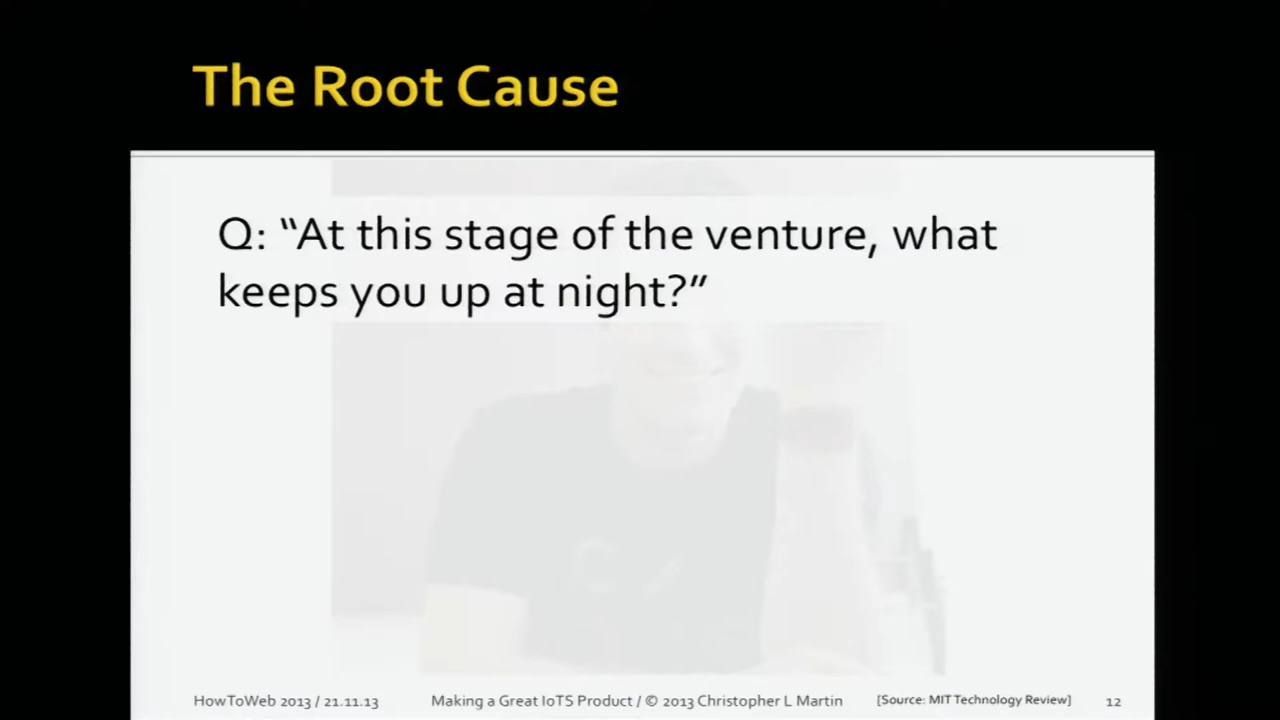 The Root Cause
Q: “At this stage of the venture, what
keeps you up at night?”
HowToWeb 2013 / 21.11.13 Making a Great IoTS Product / © 2013 Christopher L Martin [Source: MIT Technology Review] 12